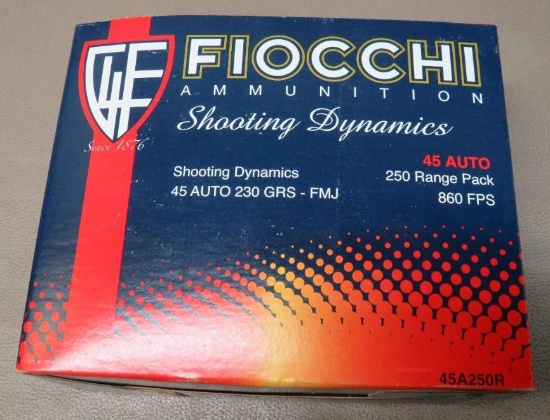 GFL
FIOCCHI
AMMUNITION
Shooting Dynamics
Since 1876
45 AUTO
Shooting Dynamics
250 Range Pack
45 AUTO 230 GRS - FMJ
860 FPS
45A250R